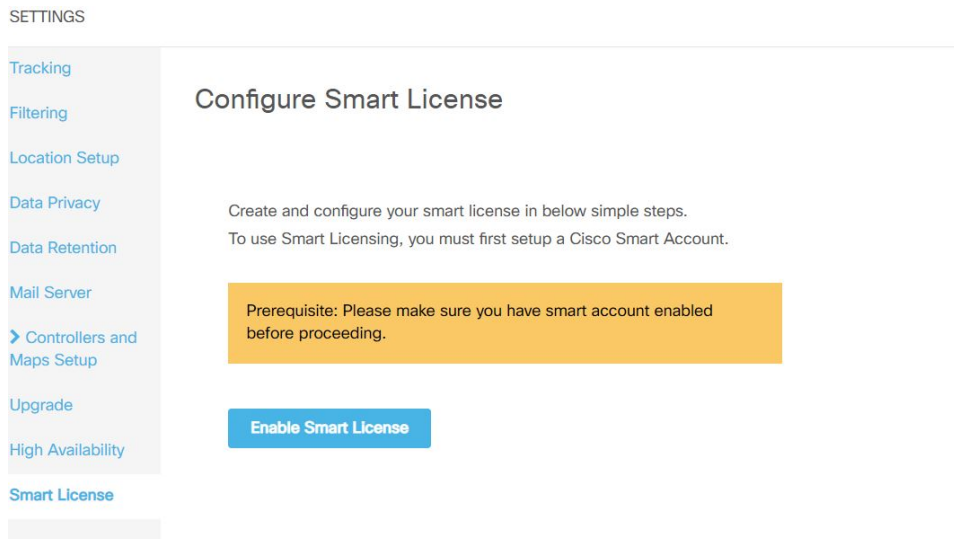 SETTINGS
Tracking
Filtering
Location Setup
Data Privacy
Data Retention
Mail Server
Controllers and
Maps Setup
Upgrade
High Availability
Smart License
Configure Smart License
Create and configure your smart license in below simple steps.
To use Smart Licensing, you must first setup a Cisco Smart Account.
Prerequisite: Please make sure you have smart account enabled
before proceeding.
Enable Smart License